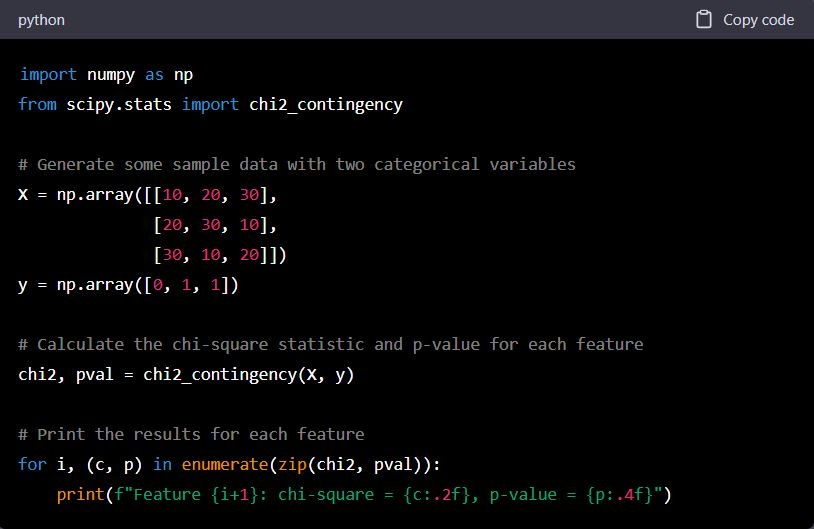 python
Copy code
import numpy as np
from scipy.stats import chi2_contingency
# Generate some sample data with two categorical variables
X = np.array([[10, 20, 30],
              [20, 30, 10],
              [30, 10, 20]])
y = np.array([0, 1, 1])
# Calculate the chi-square statistic and p-value for each feature
chi2, pval = chi2_contingency(X, y)
# Print the results for each feature
for i, (c, p) in enumerate(zip(chi2, pval)):
    print(f"Feature {i+1}: chi-square = {c:.2f}, p-value = {p:.4f}")